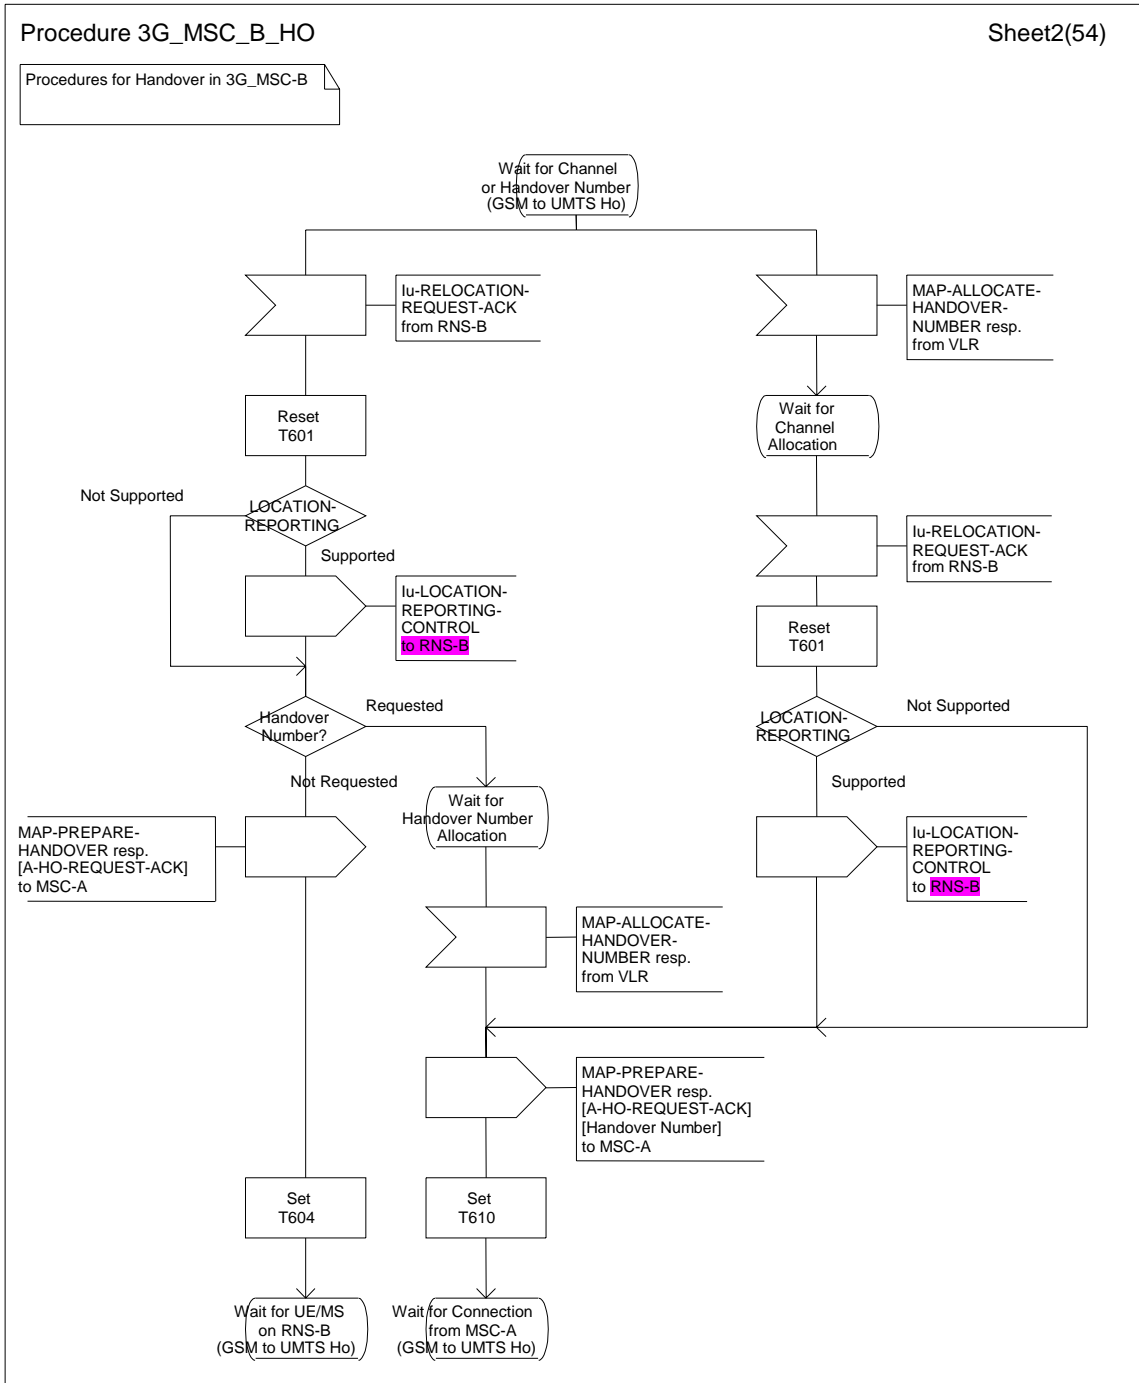 Procedure 3G_MSC_B_HO
Sheet2(54)
Procedures for Handover in 3G_MSC-B
Wait for Channel
or Handover Number
(GSM to UMTS Ho)
Iu-RELOCATION-
REQUEST-ACK
from RNS-B
MAP-ALLOCATE-
HANDOVER-
NUMBER resp.
from VLR
Reset
T601
Wait for
Channel
Allocation
Not Supported
LOCATION-
REPORTING
Supported
Iu-RELOCATION-
REQUEST-ACK
from RNS-B
Iu-LOCATION-
REPORTING-
CONTROL
to RNS-B
Reset
T601
Handover
Number?
Requested
LOCATION-
REPORTING
Not Supported
Not Requested
Supported
Wait for
Handover Number
Allocation
MAP-PREPARE-
HANDOVER resp.
[A-HO-REQUEST-ACK]
to MSC-A
Iu-LOCATION-
REPORTING-
CONTROL
to RNS-B
MAP-ALLOCATE-
HANDOVER-
NUMBER resp.
from VLR
MAP-PREPARE-
HANDOVER resp.
[A-HO-REQUEST-ACK]
[Handover Number]
to MSC-A
Set
T604
Set
T610
Wait for UE/MS
on RNS-B
(GSM to UMTS Ho)
Wait for Connection
from MSC-A
(GSM to UMTS Ho)